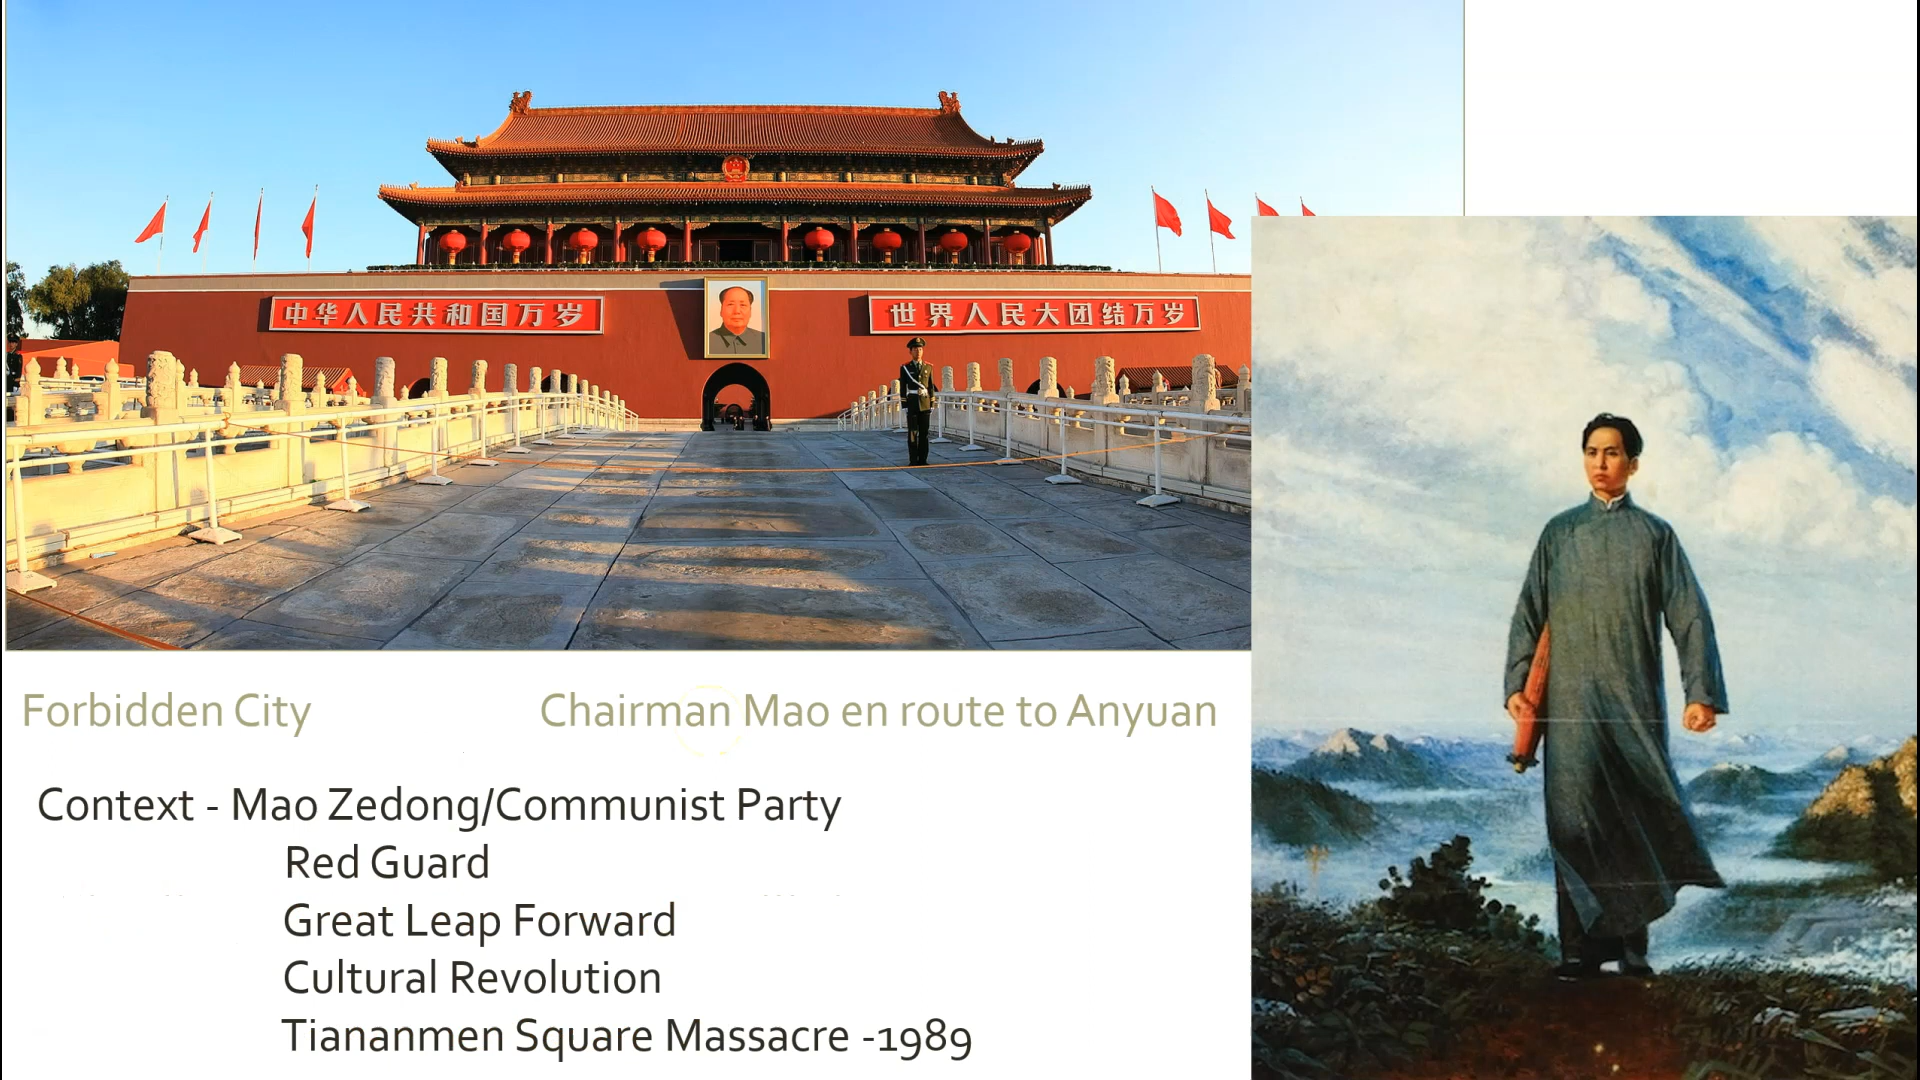 中华人民共和国万岁
世界人民大团结万岁
Forbidden City
Chairman Mao en route to Anyuan
Context - Mao Zedong/Communist Party
Red Guard
Great Leap Forward
Cultural Revolution
Tiananmen Square Massacre -1989